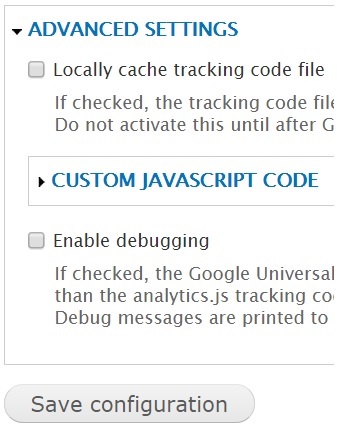 ADVANCED SETTINGS
Locally cache tracking code file
If checked, the tracking code file
Do not activate this until after G
CUSTOM JAVASCRIPT CODE
Enable debugging
If checked, the Google Universal
than the analytics.js tracking co
Debug messages are printed to
Save configuration